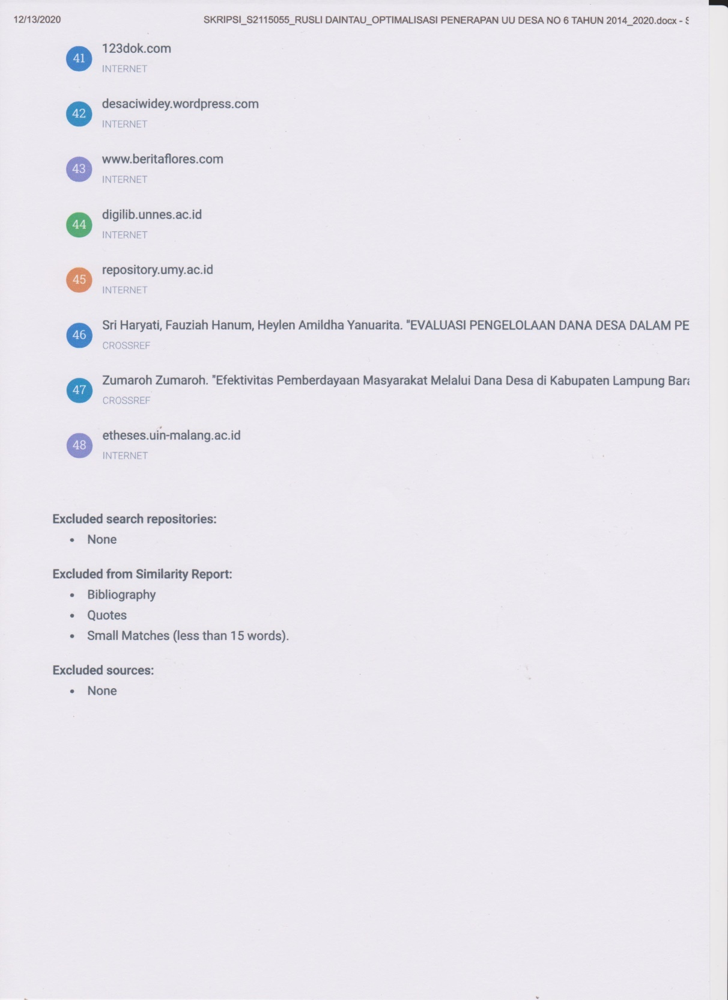 12/13/2020 SKRIPSI_S2115055_RUSLI DAINTAU_OPTIMALISASI PENERAPAN UU DESA NO 6 TAHUN 2014_2020.docx - S
41 123dok.com
INTERNET
42 desaciwidey.wordpress.com
INTERNET
43 www.beritaflores.com
INTERNET
44 digilib.unnes.ac.id
INTERNET
45 repository.umy.ac.id
INTERNET
46 Sri Haryati, Fauziah Hanum, Heylen Amildha Yanuarita. "EVALUASI PENGELOLAAN DANA DESA DALAM PE
CROSSREF
47 Zumaroh Zumaroh. "Efektivitas Pemberdayaan Masyarakat Melalui Dana Desa di Kabupaten Lampung Bara
CROSSREF
48 etheses.uin-malang.ac.id
INTERNET
Excluded search repositories:
• None
Excluded from Similarity Report:
• Bibliography
• Quotes
• Small Matches (less than 15 words).
Excluded sources:
• None